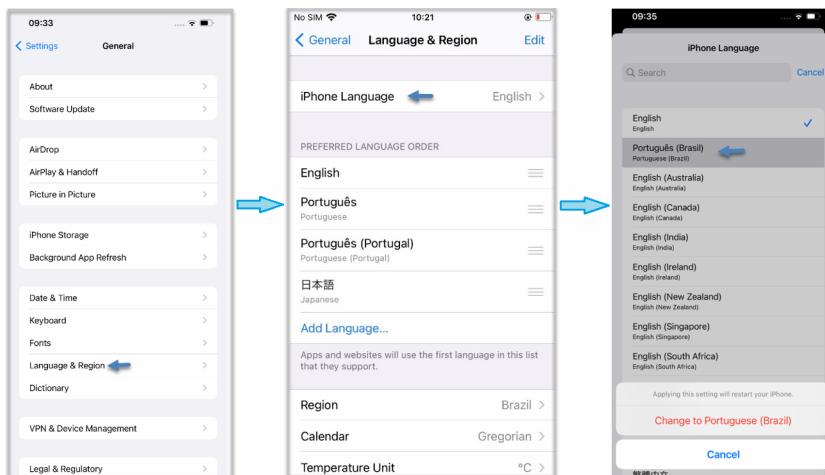 09:33
Settings
General
About
Software Update
AirDrop
AirPlay & Handoff
Picture in Picture
iPhone Storage
Background App Refresh
Date & Time
Keyboard
Fonts
Language & Region
Dictionary
VPN & Device Management
Legal & Regulatory
No SIM 10:21
General Language & Region Edit
iPhone Language English
PREFERRED LANGUAGE ORDER
English
Português
Portuguese
Português (Portugal)
Portuguese (Portugal)
日本語
Japanese
Add Language...
Apps and websites will use the first language in this list
that they support.
Region Brazil
Calendar Gregorian
Temperature Unit °C
09:35
iPhone Language
Search Cancel
English
English
Português (Brasil)
Portuguese (Brazil)
English (Australia)
English (Australia)
English (Canada)
English (Canada)
English (India)
English (India)
English (Ireland)
English (Ireland)
English (New Zealand)
English (New Zealand)
English (Singapore)
English (Singapore)
English (South Africa)
English (South Africa)
Applying this setting will restart your iPhone.
Change to Portuguese (Brazil)
Cancel
繁體中文